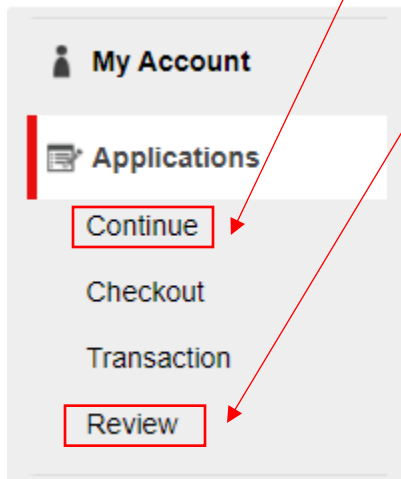 My Account
Applications
Continue
Checkout
Transaction
Review